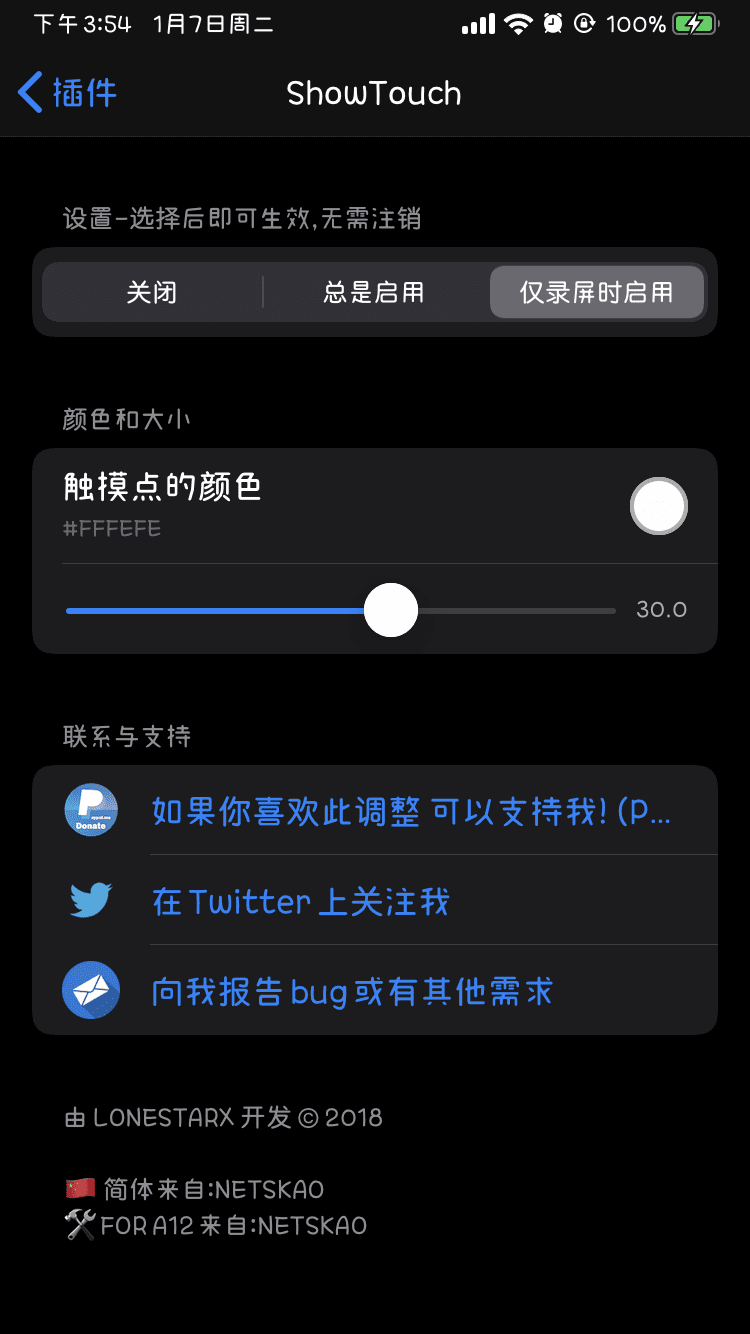 下午3:54 1月7日周二 100%
插件 ShowTouch
设置-选择后即可生效,无需注销
关闭 总是启用 仅录屏时启用
颜色和大小
触摸点的颜色
#FFFEFE
30.0
联系与支持
如果你喜欢此调整 可以支持我! (P...
Donate
在 Twitter 上关注我
向我报告 bug 或有其他需求
由 LONESTARX 开发 © 2018
🇨🇳 简体来自:NETSKAO
🛠FOR A12 来自:NETSKAO